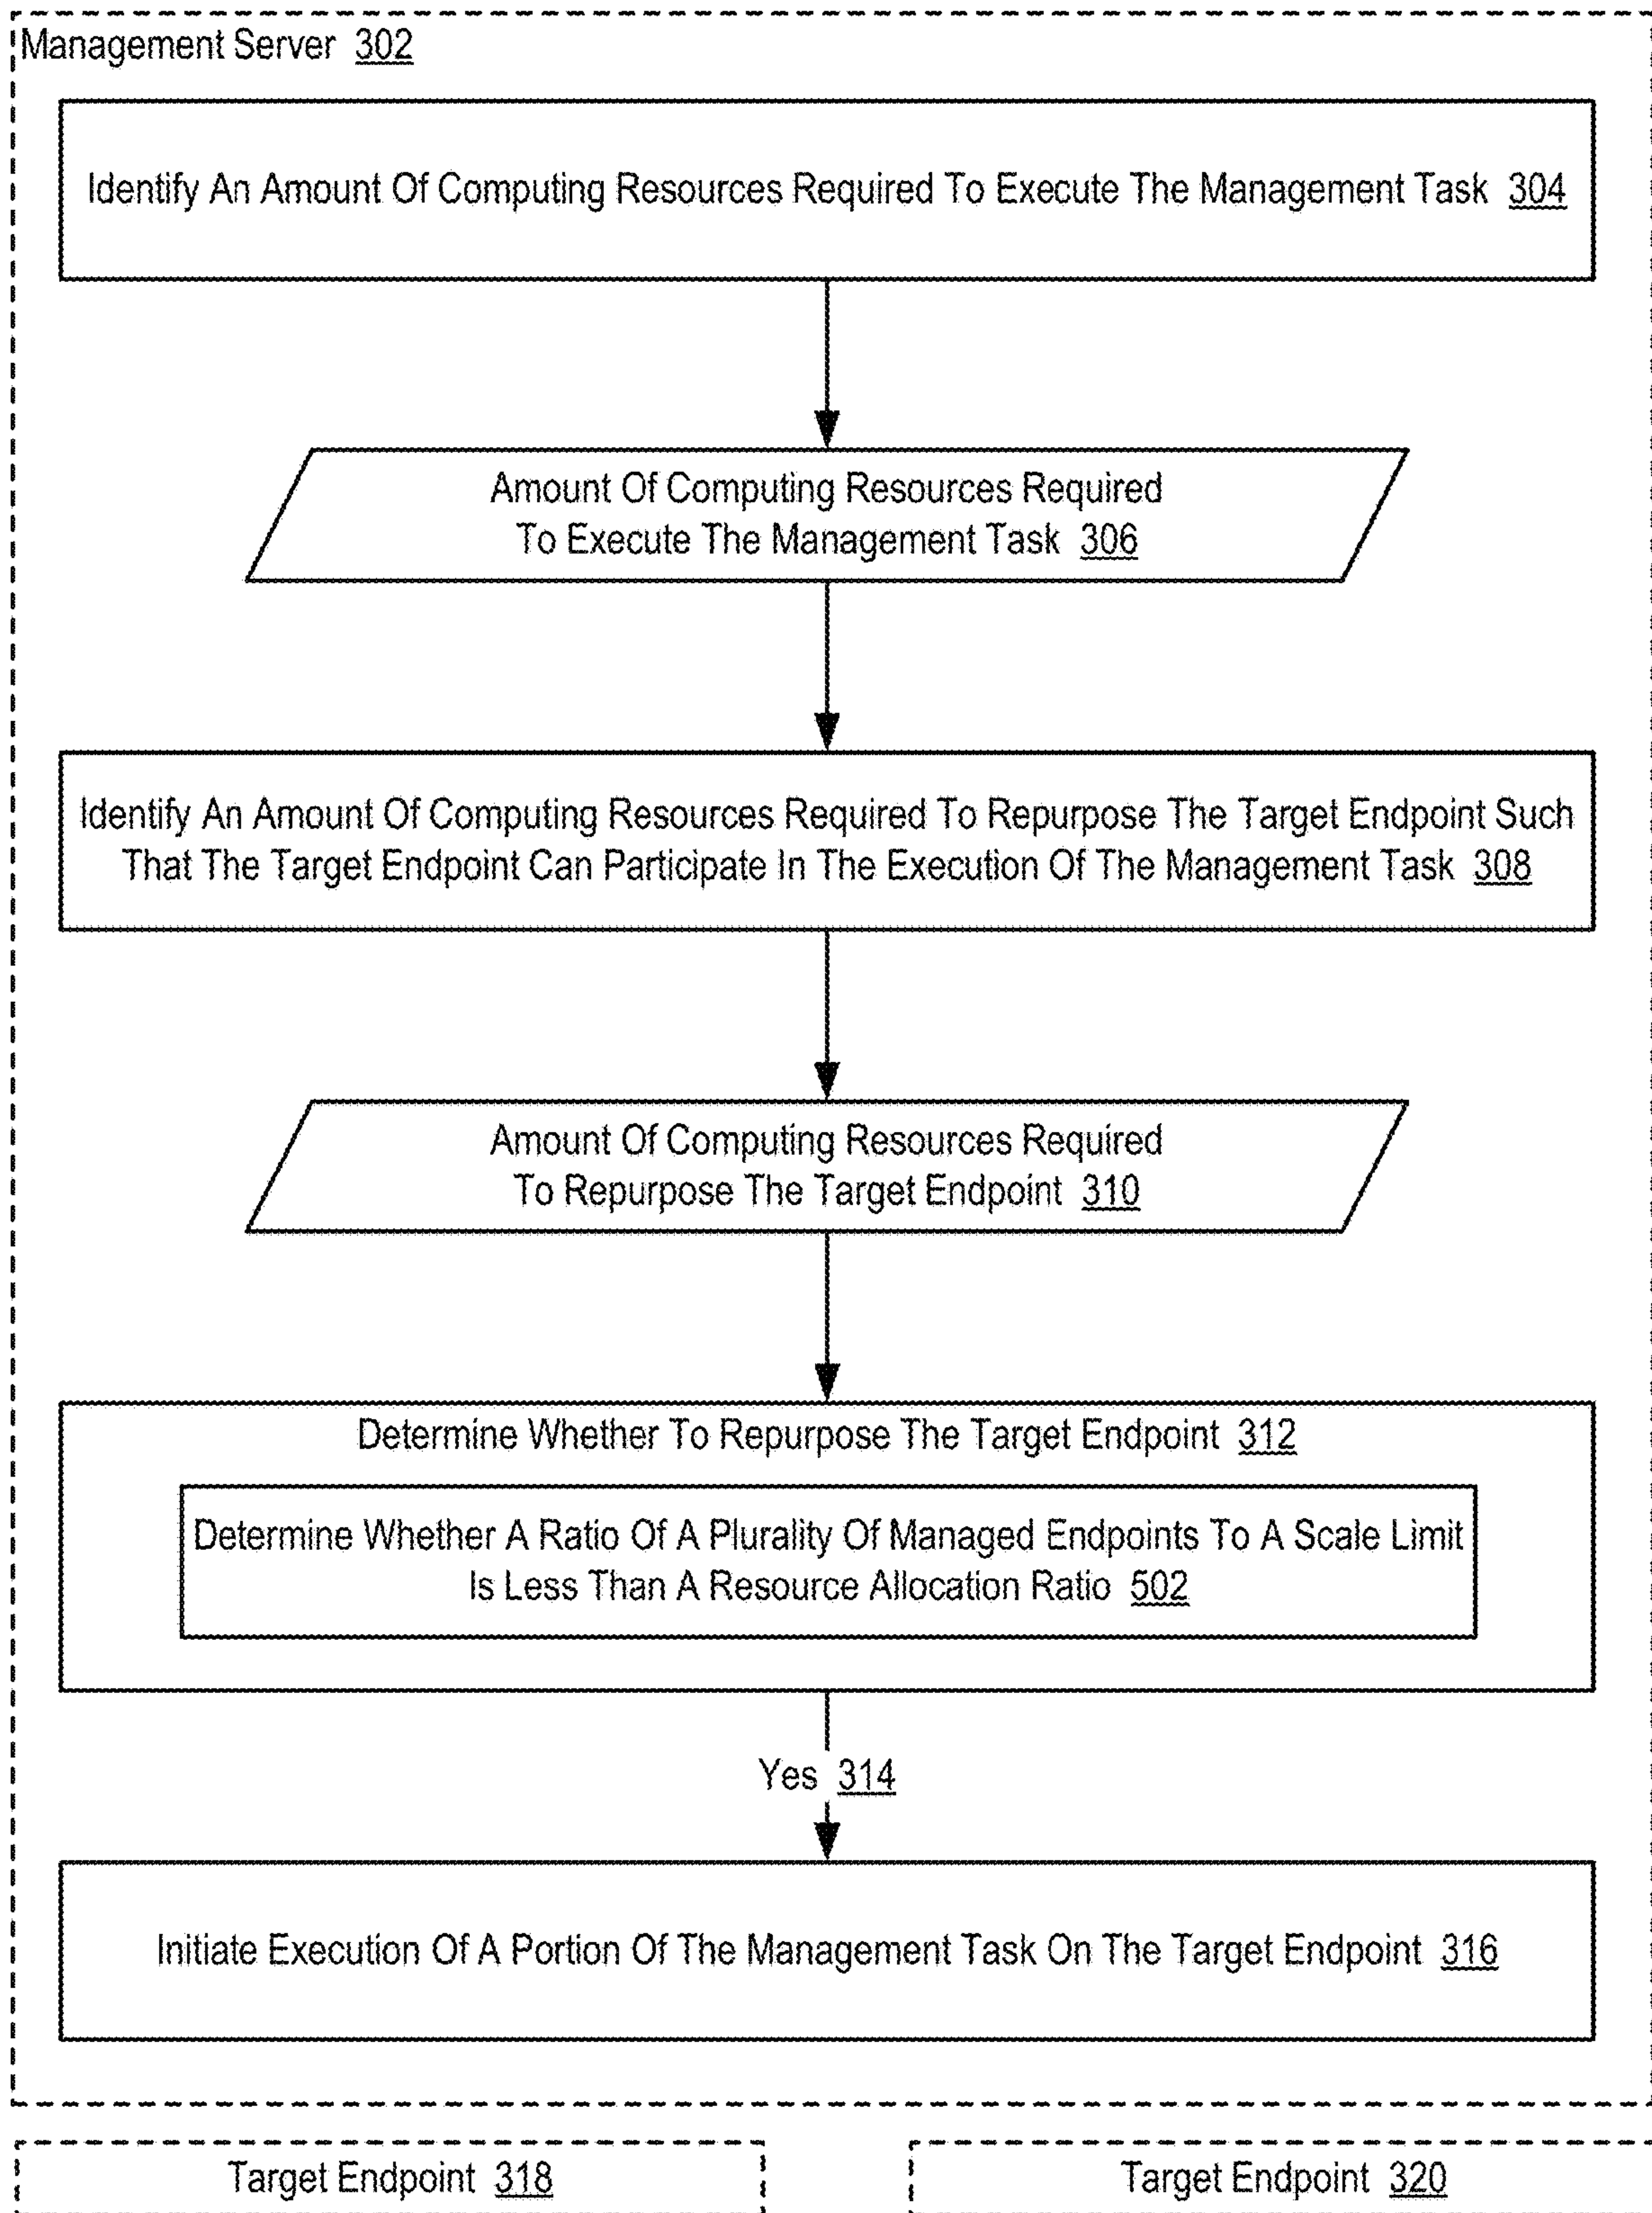 Management Server 302
Identify An Amount Of Computing Resources Required To Execute The Management Task 304
Amount Of Computing Resources Required
To Execute The Management Task 306
Identify An Amount Of Computing Resources Required To Repurpose The Target Endpoint Such
That The Target Endpoint Can Participate In The Execution Of The Management Task 308
Amount Of Computing Resources Required
To Repurpose The Target Endpoint 310
Determine Whether To Repurpose The Target Endpoint 312
Determine Whether A Ratio Of A Plurality Of Managed Endpoints To A Scale Limit
Is Less Than A Resource Allocation Ratio 502
Yes 314
Initiate Execution Of A Portion Of The Management Task On The Target Endpoint 316
Target Endpoint 318
Target Endpoint 320